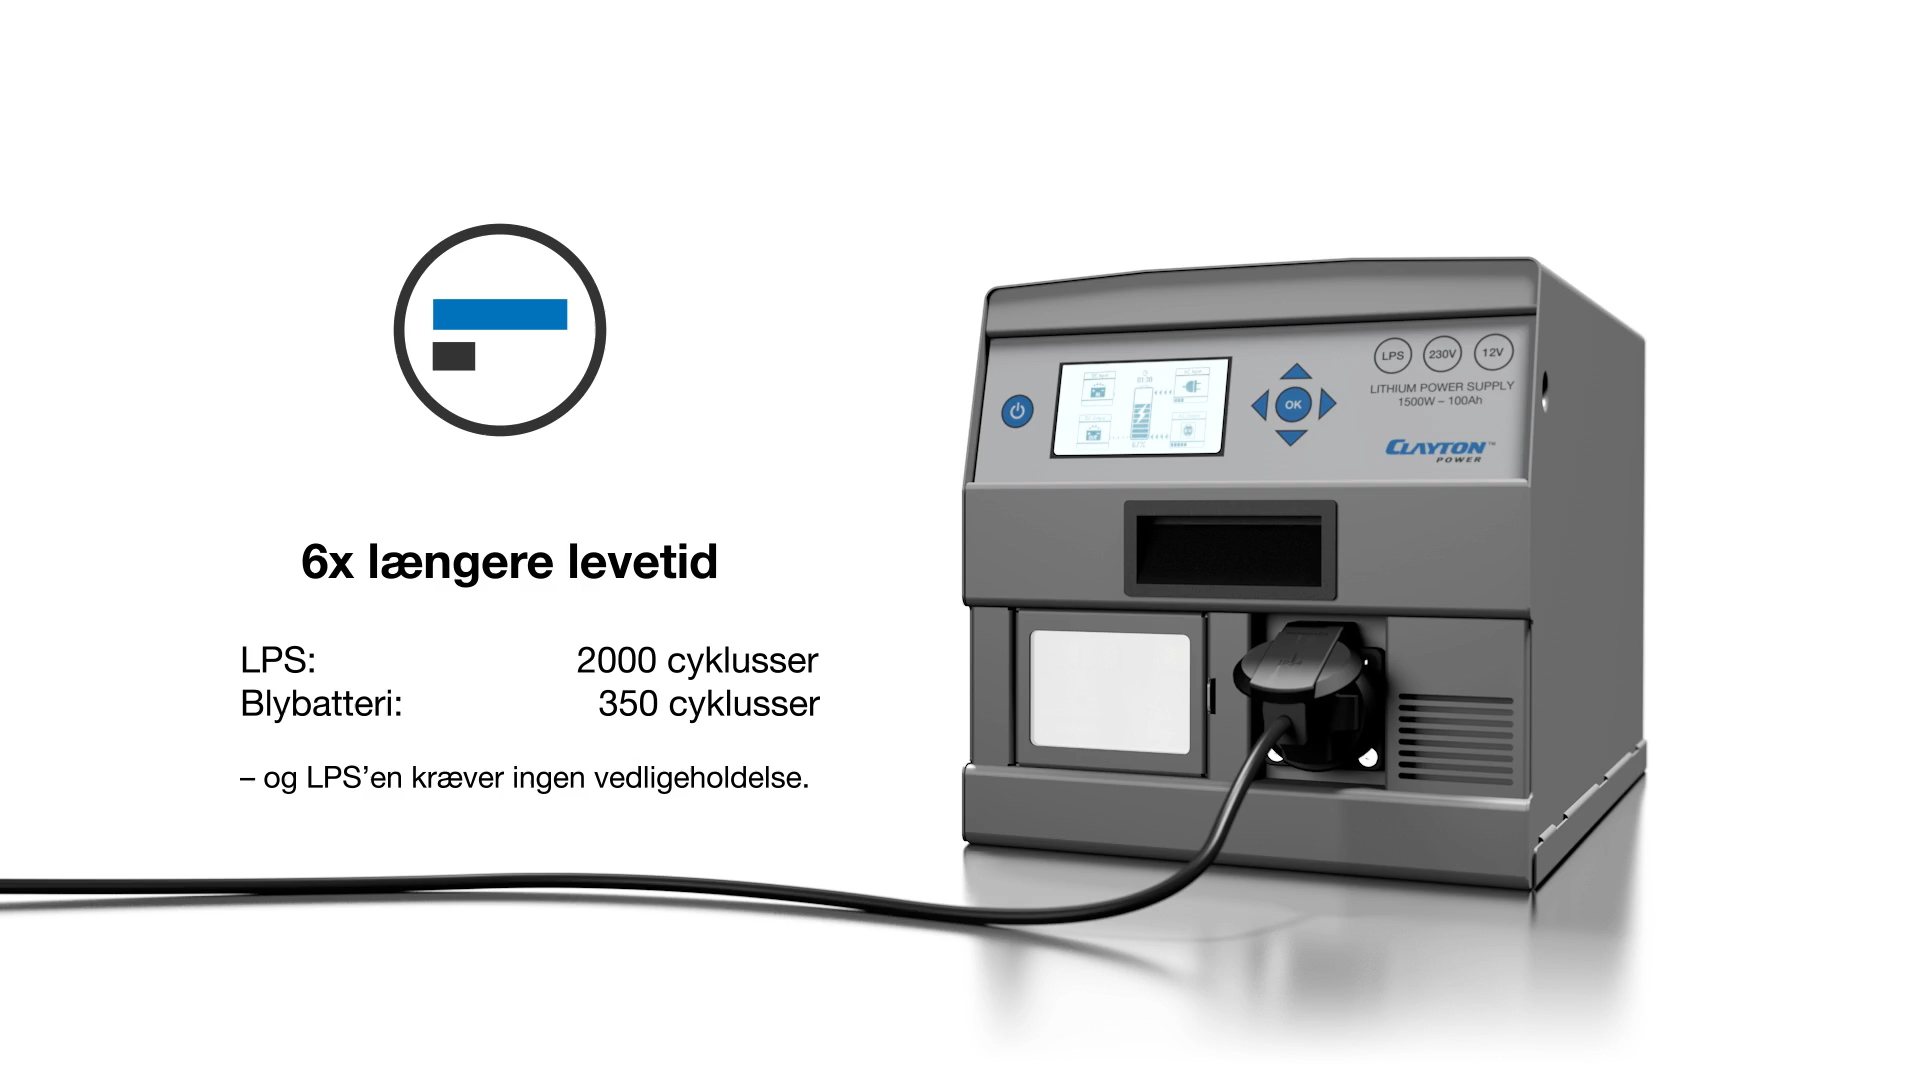 6x længere levetid
LPS: 2000 cyklusser
Blybatteri: 350 cyklusser
– og LPS’en kræver ingen vedligeholdelse.
LPS 230V 12V
LITHIUM POWER SUPPLY
1500W – 100Ah
CLAYTON™
POWER
OK